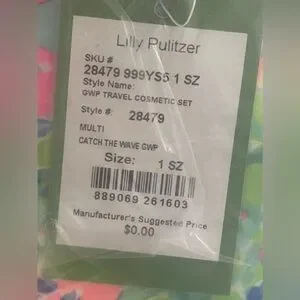 Lilly Pulitzer
SKU #
28479 999YS5 1 SZ
Style Name:
GWP TRAVEL COSMETIC SET
Style #: 28479
MULTI
CATCH THE WAVE GWP
Size: 1 SZ
889069 261603
Manufacturer's Suggested Price
$0.00